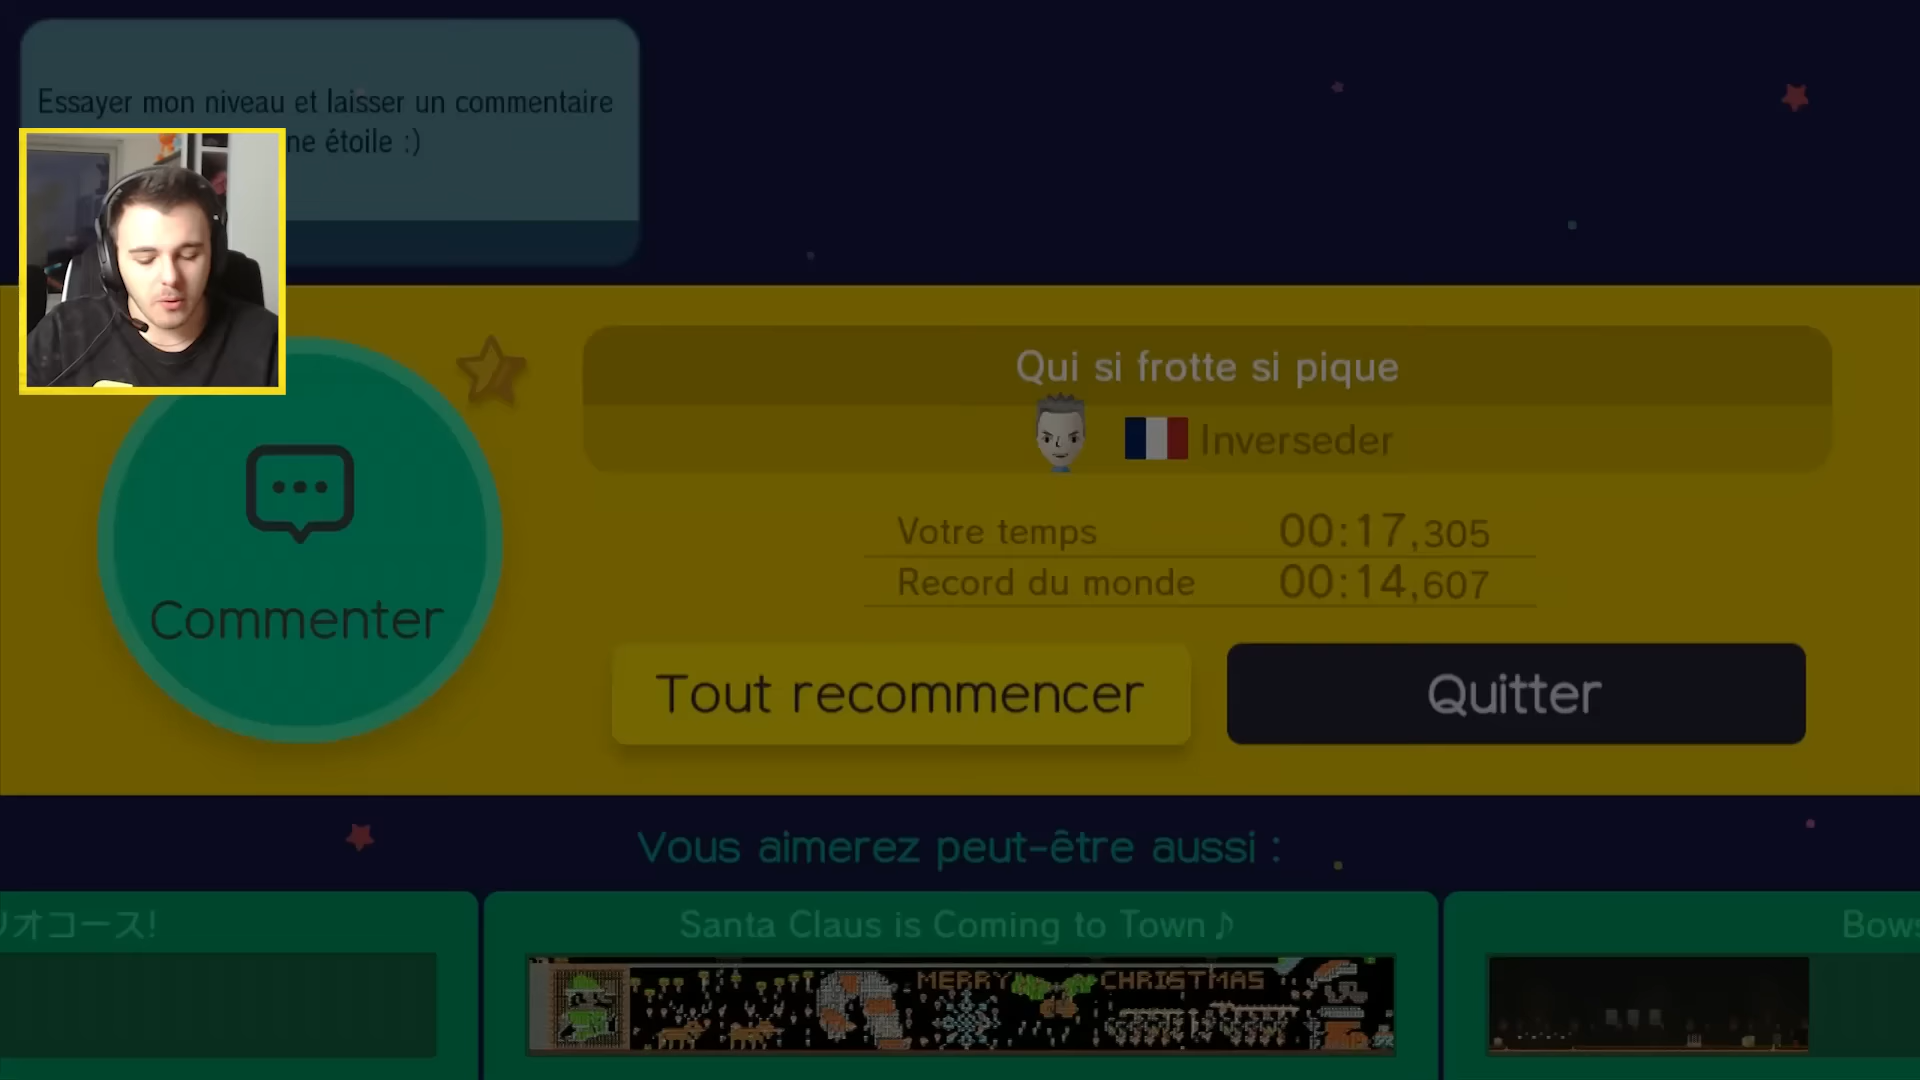 Essayer mon niveau et laisser un commentaire
étoile :)
Qui si frotte si pique
Inverseder
Votre temps 00:17,305
Record du monde 00:14,607
Commenter
Tout recommencer
Quitter
Vous aimerez peut-être aussi :
オコース!
Santa Claus is Coming to Town♪
MERRY CHRISTMAS